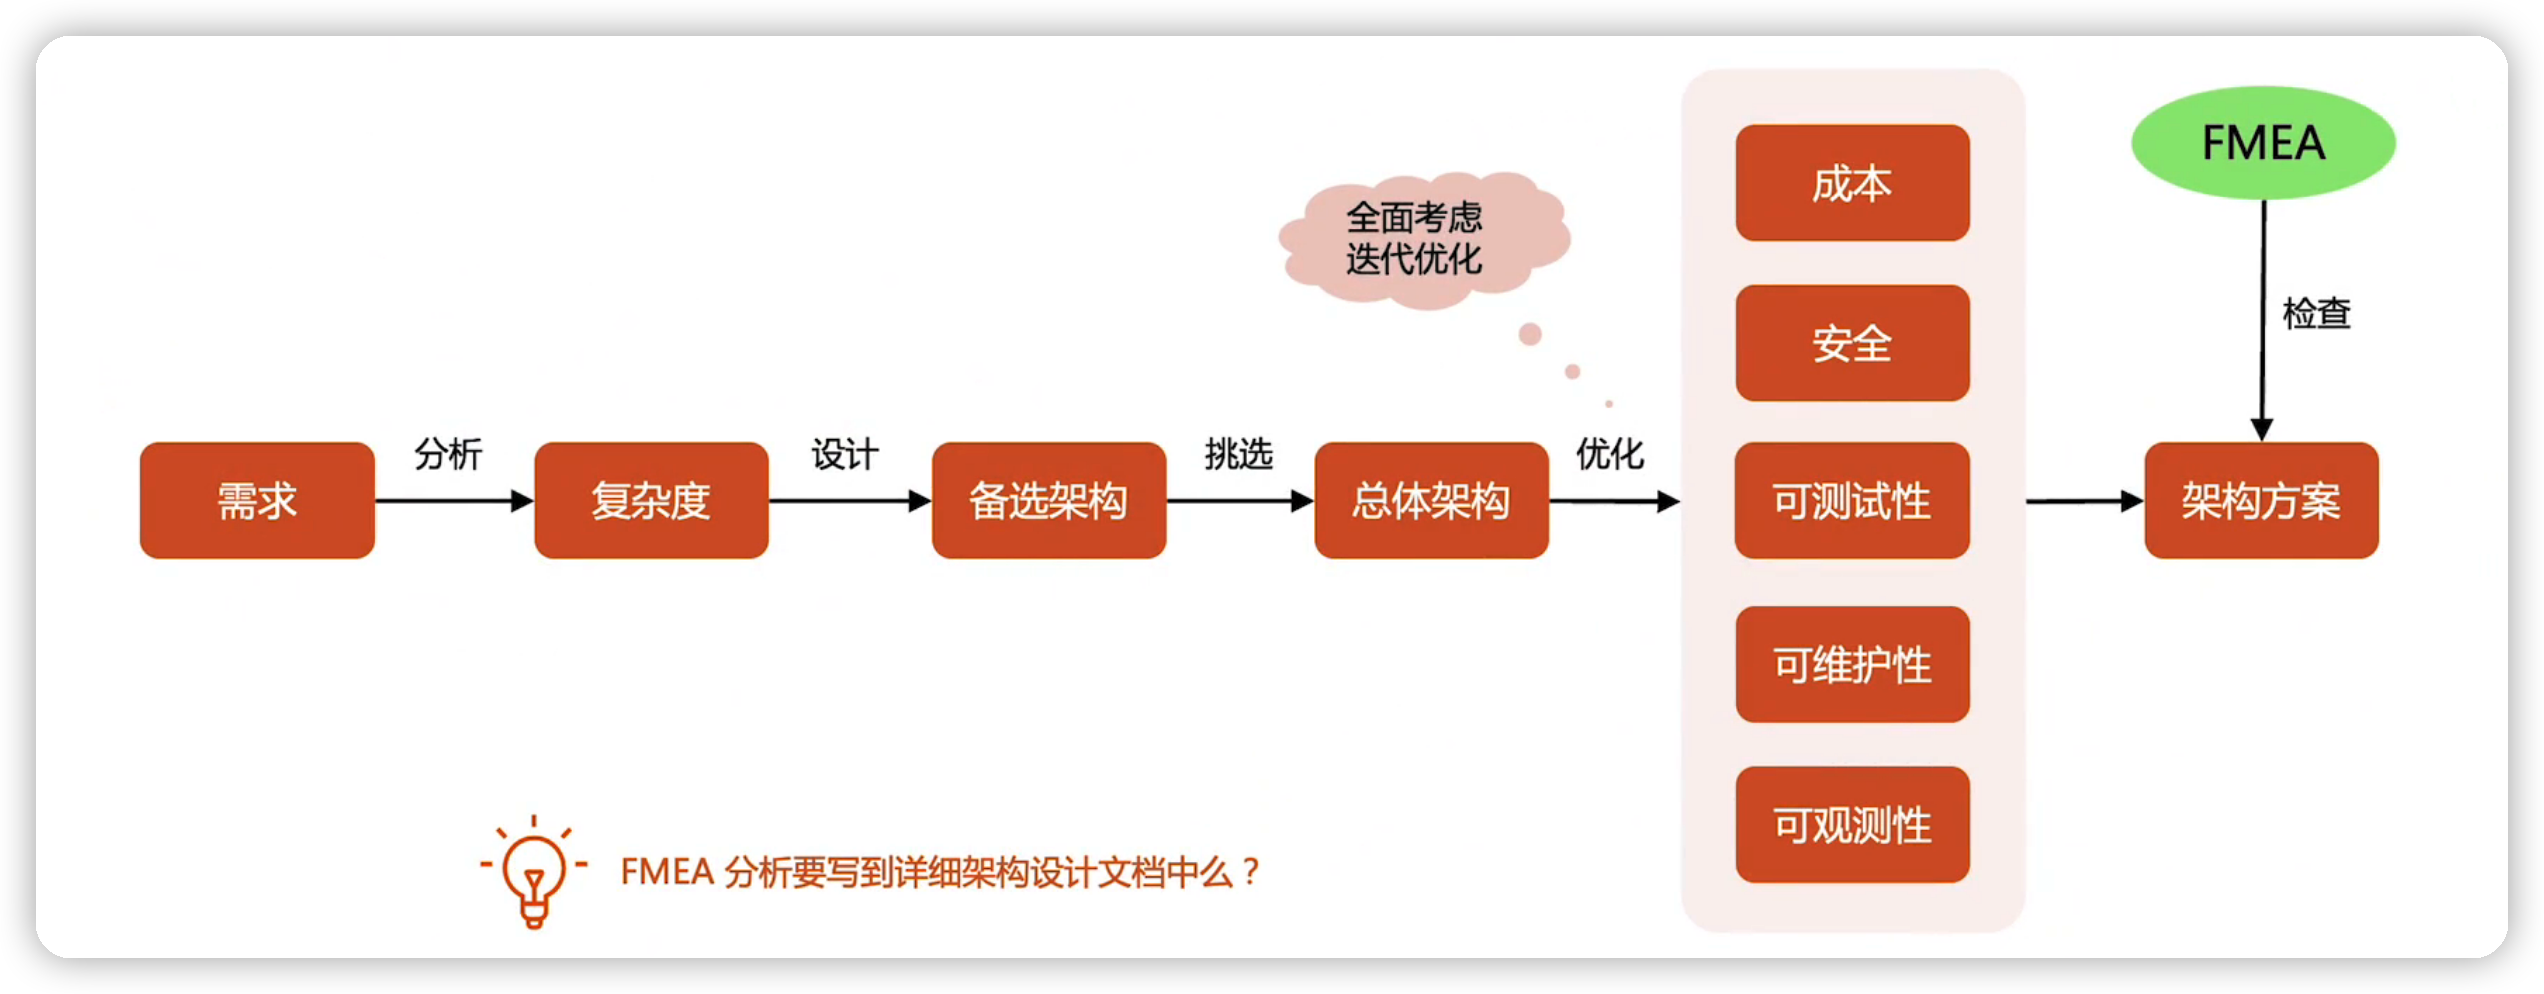 成本
FMEA
全面考虑
迭代优化
安全
检查
需求
分析
复杂度
设计
备选架构
挑选
总体架构
优化
可测试性
架构方案
可维护性
可观测性
FMEA 分析要写到详细架构设计文档中么？